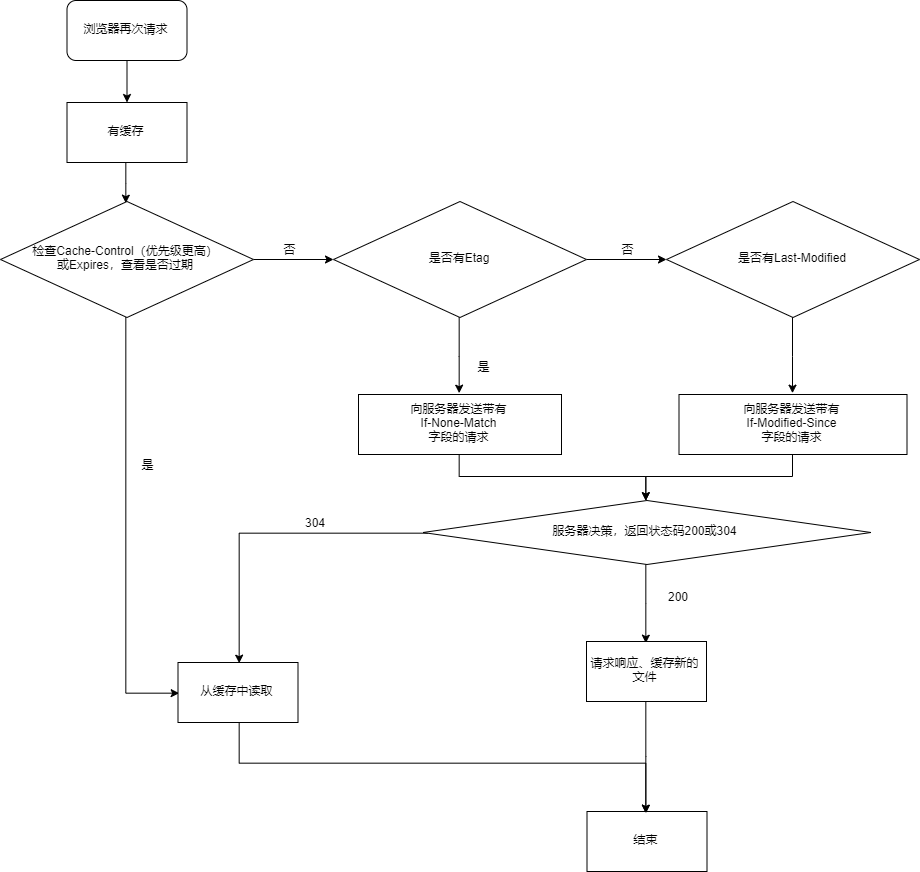 浏览器再次请求
有缓存
检查Cache-Control（优先级更高）
或Expires，查看是否过期
否
是否有Etag
否
是否有Last-Modified
是
向服务器发送带有
If-None-Match
字段的请求
向服务器发送带有
If-Modified-Since
字段的请求
是
304
服务器决策，返回状态码200或304
200
从缓存中读取
请求响应、缓存新的
文件
结束